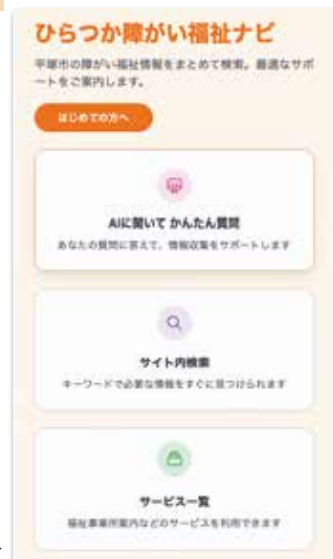 ひらつか障がい福祉ナビ
平塚市の障がい福祉情報をまとめて検索。最適なサポ
ートをご案内します。
はじめての方へ
AIに聞いて かんたん質問
あなたの質問に答えて、情報収集をサポートします
サイト内検索
キーワードで必要な情報をすぐに見つけられます
サービス一覧
福祉事業所案内などのサービスを利用できます